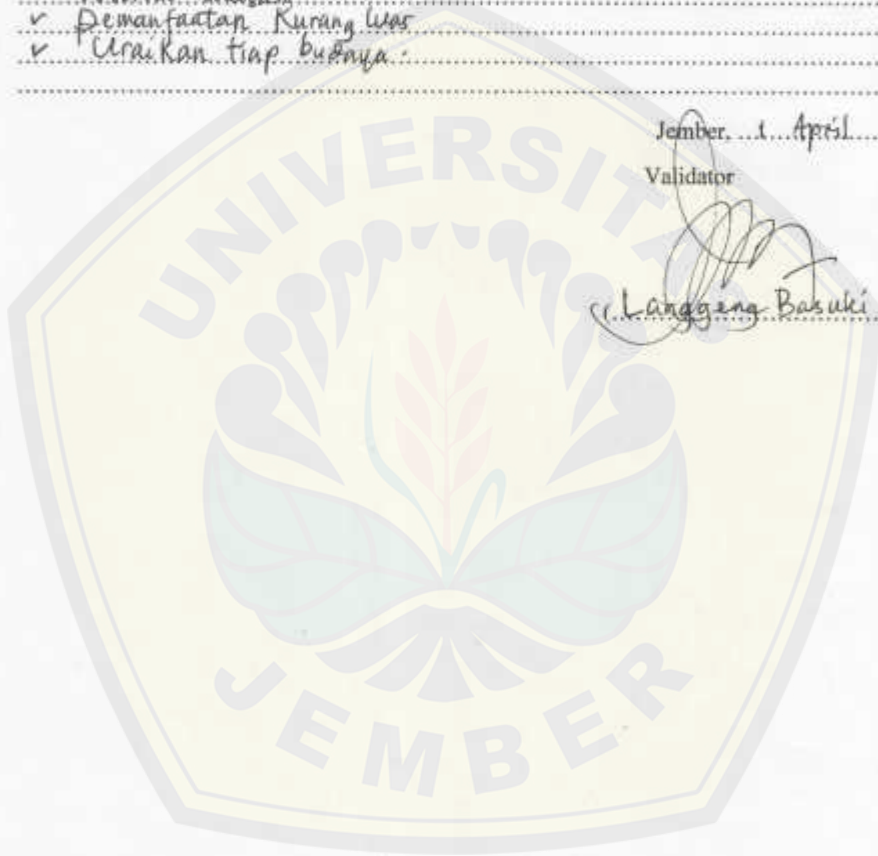 ✓ Pemanfaatan Kurang luas
✓ Uraikan tiap budaya.
Jember, 1 April
Validator
(Langgeng Basuki
UNIVERSITAS
JEMBER